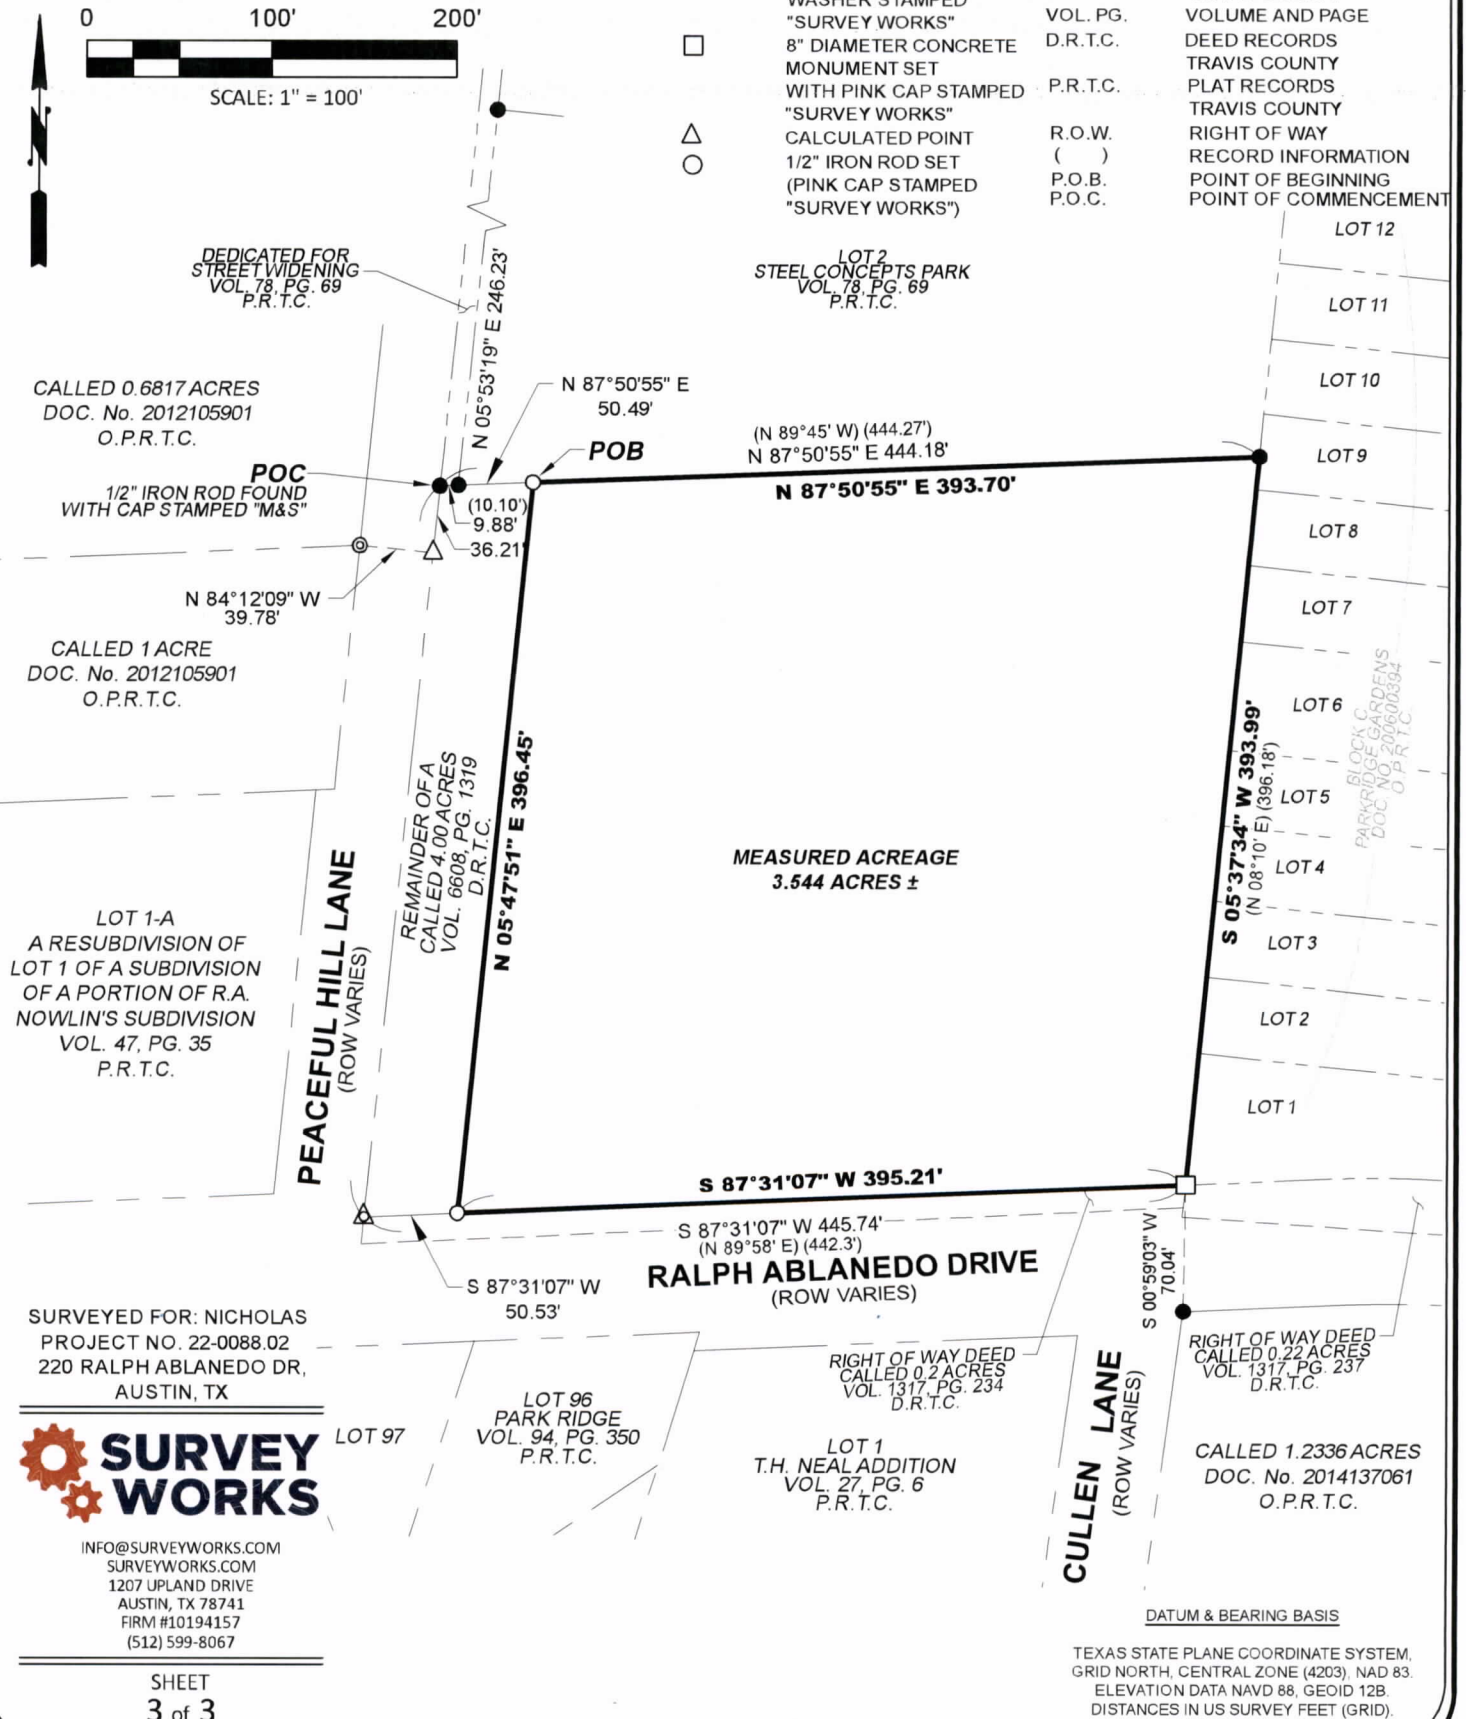 0 100' 200'
SCALE: 1" = 100'
WASHER STAMPED
"SURVEY WORKS"
8" DIAMETER CONCRETE
MONUMENT SET
WITH PINK CAP STAMPED
"SURVEY WORKS"
CALCULATED POINT
1/2" IRON ROD SET
(PINK CAP STAMPED
"SURVEY WORKS")
VOL. PG. VOLUME AND PAGE
D.R.T.C. DEED RECORDS
TRAVIS COUNTY
P.R.T.C. PLAT RECORDS
TRAVIS COUNTY
R.O.W. RIGHT OF WAY
( ) RECORD INFORMATION
P.O.B. POINT OF BEGINNING
P.O.C. POINT OF COMMENCEMENT
N
DEDICATED FOR
STREET WIDENING
VOL. 78, PG. 69
P.R.T.C.
N 05°53'19" E 246.23'
LOT 2
STEEL CONCEPTS PARK
VOL. 78, PG. 69
P.R.T.C.
LOT 12
LOT 11
LOT 10
LOT 9
LOT 8
LOT 7
LOT 6
LOT 5
LOT 4
LOT 3
LOT 2
LOT 1
BLOCK C
PARKRIDGE GARDENS
DOC NO. 200600394
O.P.R.T.C.
CALLED 0.6817 ACRES
DOC. No. 2012105901
O.P.R.T.C.
N 87°50'55" E
50.49'
POC
1/2" IRON ROD FOUND
WITH CAP STAMPED "M&S"
POB
(10.10')
9.88'
36.21'
(N 89°45' W) (444.27')
N 87°50'55" E 444.18'
N 87°50'55" E 393.70'
N 84°12'09" W
39.78'
CALLED 1 ACRE
DOC. No. 2012105901
O.P.R.T.C.
REMAINDER OF A
CALLED 4.00 ACRES
VOL. 6608, PG. 1319
D.R.T.C.
N 05°47'51" E 396.45'
MEASURED ACREAGE
3.544 ACRES ±
S 05°37'34" W 393.99'
(N 08°10' E) (396.18')
LOT 1-A
A RESUBDIVISION OF
LOT 1 OF A SUBDIVISION
OF A PORTION OF R.A.
NOWLIN'S SUBDIVISION
VOL. 47, PG. 35
P.R.T.C.
PEACEFUL HILL LANE
(ROW VARIES)
S 87°31'07" W 395.21'
S 87°31'07" W 445.74'
(N 89°58' E) (442.3')
RALPH ABLANEDO DRIVE
(ROW VARIES)
S 87°31'07" W
50.53'
S 00°59'03" W
70.04'
SURVEYED FOR: NICHOLAS
PROJECT NO. 22-0088.02
220 RALPH ABLANEDO DR,
AUSTIN, TX
SURVEY
WORKS
INFO@SURVEYWORKS.COM
SURVEYWORKS.COM
1207 UPLAND DRIVE
AUSTIN, TX 78741
FIRM #10194157
(512) 599-8067
SHEET
3 of 3
LOT 97
LOT 96
PARK RIDGE
VOL. 94, PG. 350
P.R.T.C.
RIGHT OF WAY DEED
CALLED 0.2 ACRES
VOL. 1317, PG. 234
D.R.T.C.
LOT 1
T.H. NEAL ADDITION
VOL. 27, PG. 6
P.R.T.C.
CULLEN LANE
(ROW VARIES)
RIGHT OF WAY DEED
CALLED 0.22 ACRES
VOL. 1317, PG. 237
D.R.T.C.
CALLED 1.2336 ACRES
DOC. No. 2014137061
O.P.R.T.C.
DATUM & BEARING BASIS
TEXAS STATE PLANE COORDINATE SYSTEM,
GRID NORTH, CENTRAL ZONE (4203), NAD 83.
ELEVATION DATA NAVD 88, GEOID 12B.
DISTANCES IN US SURVEY FEET (GRID).